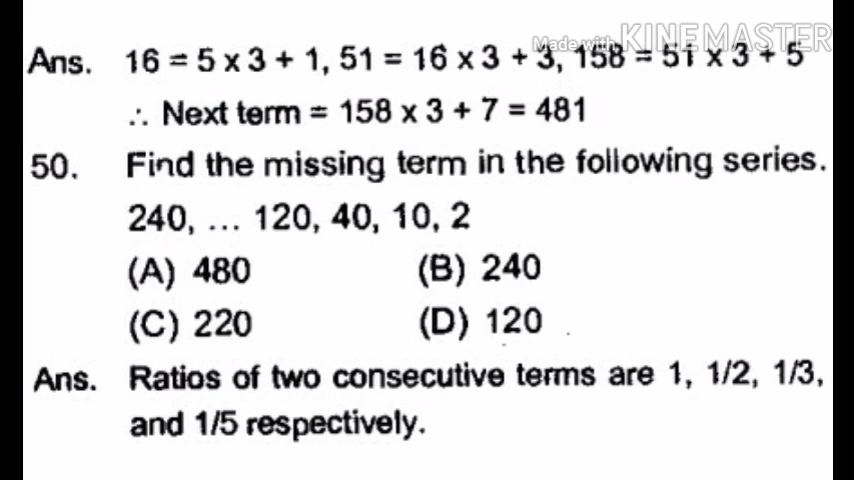 Made with KINEMASTER
Ans. 16 = 5 x 3 + 1, 51 = 16 x 3 + 3, 158 = 51 x 3 + 5
∴ Next term = 158 x 3 + 7 = 481
50. Find the missing term in the following series.
240, ... 120, 40, 10, 2
(A) 480 (B) 240
(C) 220 (D) 120
Ans. Ratios of two consecutive terms are 1, 1/2, 1/3,
and 1/5 respectively.